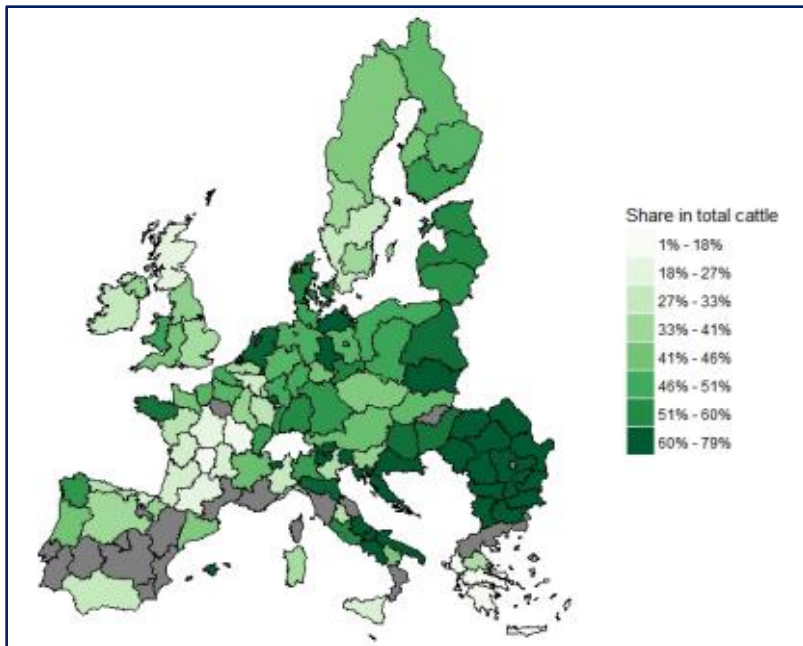 Share in total cattle
1% - 18%
18% - 27%
27% - 33%
33% - 41%
41% - 46%
46% - 51%
51% - 60%
60% - 79%